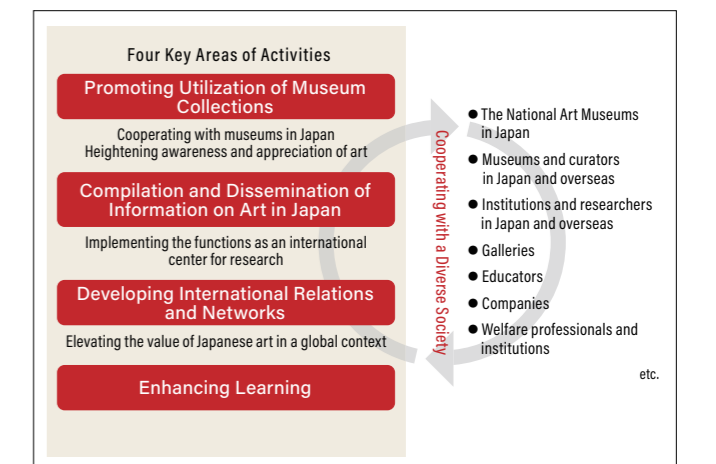 Four Key Areas of Activities
Promoting Utilization of Museum
Collections
Cooperating with museums in Japan
Heightening awareness and appreciation of art
Compilation and Dissemination of
Information on Art in Japan
Implementing the functions as an international
center for research
Developing International Relations
and Networks
Elevating the value of Japanese art in a global context
Enhancing Learning
Cooperating with a Diverse Society
● The National Art Museums
in Japan
● Museums and curators
in Japan and overseas
● Institutions and researchers
in Japan and overseas
● Galleries
● Educators
● Companies
● Welfare professionals and
institutions
etc.